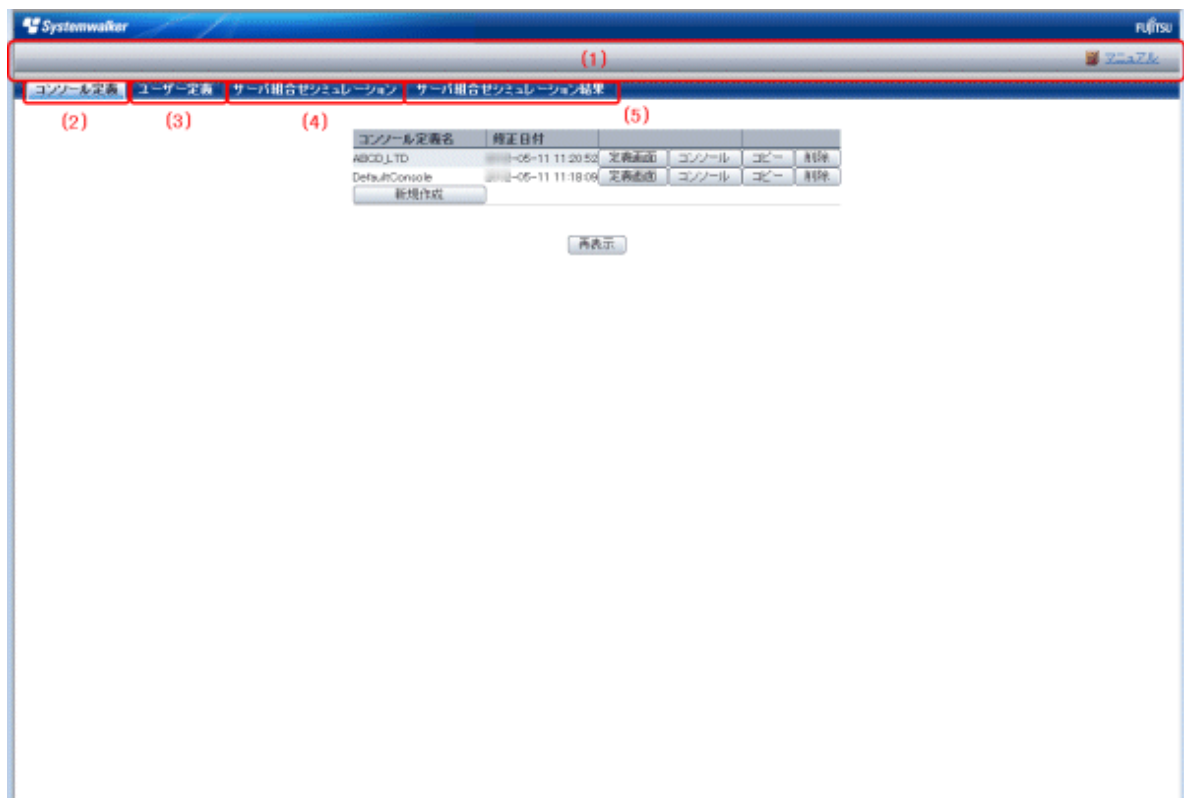 Systemwalker FUJITSU
(1) マニュアル
コンソール定義 ユーザー定義 サーバ組合せシミュレーション サーバ組合せシミュレーション結果
(2) (3) (4) (5)
コンソール定義名 修正日付
ABCD_LTD -05-11 11:20:52 定義画面 コンソール コピー 削除
DefaultConsole -05-11 11:18:09 定義画面 コンソール コピー 削除
新規作成
再表示